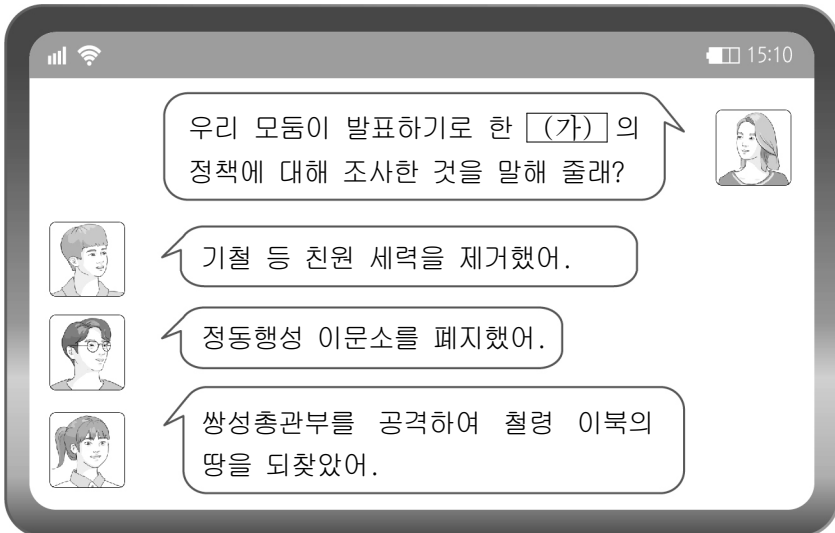 15:10
우리 모둠이 발표하기로 한 (가) 의
정책에 대해 조사한 것을 말해 줄래?
기철 등 친원 세력을 제거했어.
정동행성 이문소를 폐지했어.
쌍성총관부를 공격하여 철령 이북의
땅을 되찾았어.